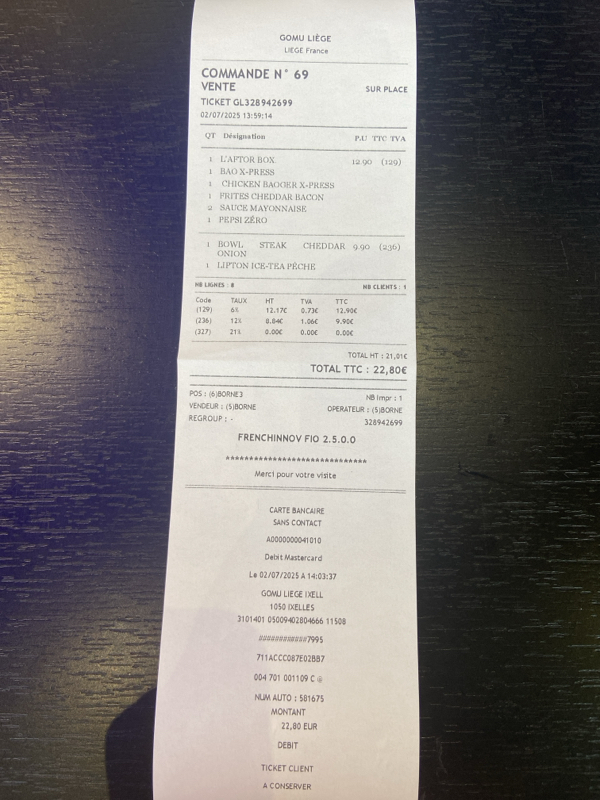 GOMU LIÈGE
LIEGE France
COMMANDE N° 69
VENTE SUR PLACE
TICKET GL328942699
02/07/2025 13:59:14
QT Désignation P.U TTC TVA
1 L'AFTOR BOX 12.90 (129)
1 BAO X-PRESS
1 CHICKEN BAOGER X-PRESS
1 FRITES CHEDDAR BACON
2 SAUCE MAYONNAISE
1 PEPSI ZÉRO
1 BOWL STEAK CHEDDAR 9.90 (236)
ONION
1 LIPTON ICE-TEA PÊCHE
NB LIGNES : 8 NB CLIENTS : 1
Code TAUX HT TVA TTC
(129) 6% 12.17€ 0.73€ 12.90€
(236) 12% 8.84€ 1.06€ 9.90€
(327) 21% 0.00€ 0.00€ 0.00€
TOTAL HT : 21,01€
TOTAL TTC : 22,80€
POS : (6)BORNE3 NB Impr : 1
VENDEUR : (5)BORNE OPERATEUR : (5)BORNE
REGROUP : - 328942699
FRENCHINNOV FIO 2.5.0.0
******************************
Merci pour votre visite
CARTE BANCAIRE
SANS CONTACT
A0000000041010
Debit Mastercard
Le 02/07/2025 A 14:03:37
GOMU LIEGE IXELL
1050 IXELLES
3101401 05009402804666 11508
############7995
711ACCC087E02BB7
004 701 001109 C @
NUM AUTO : 581675
MONTANT
22,80 EUR
DEBIT
TICKET CLIENT
A CONSERVER